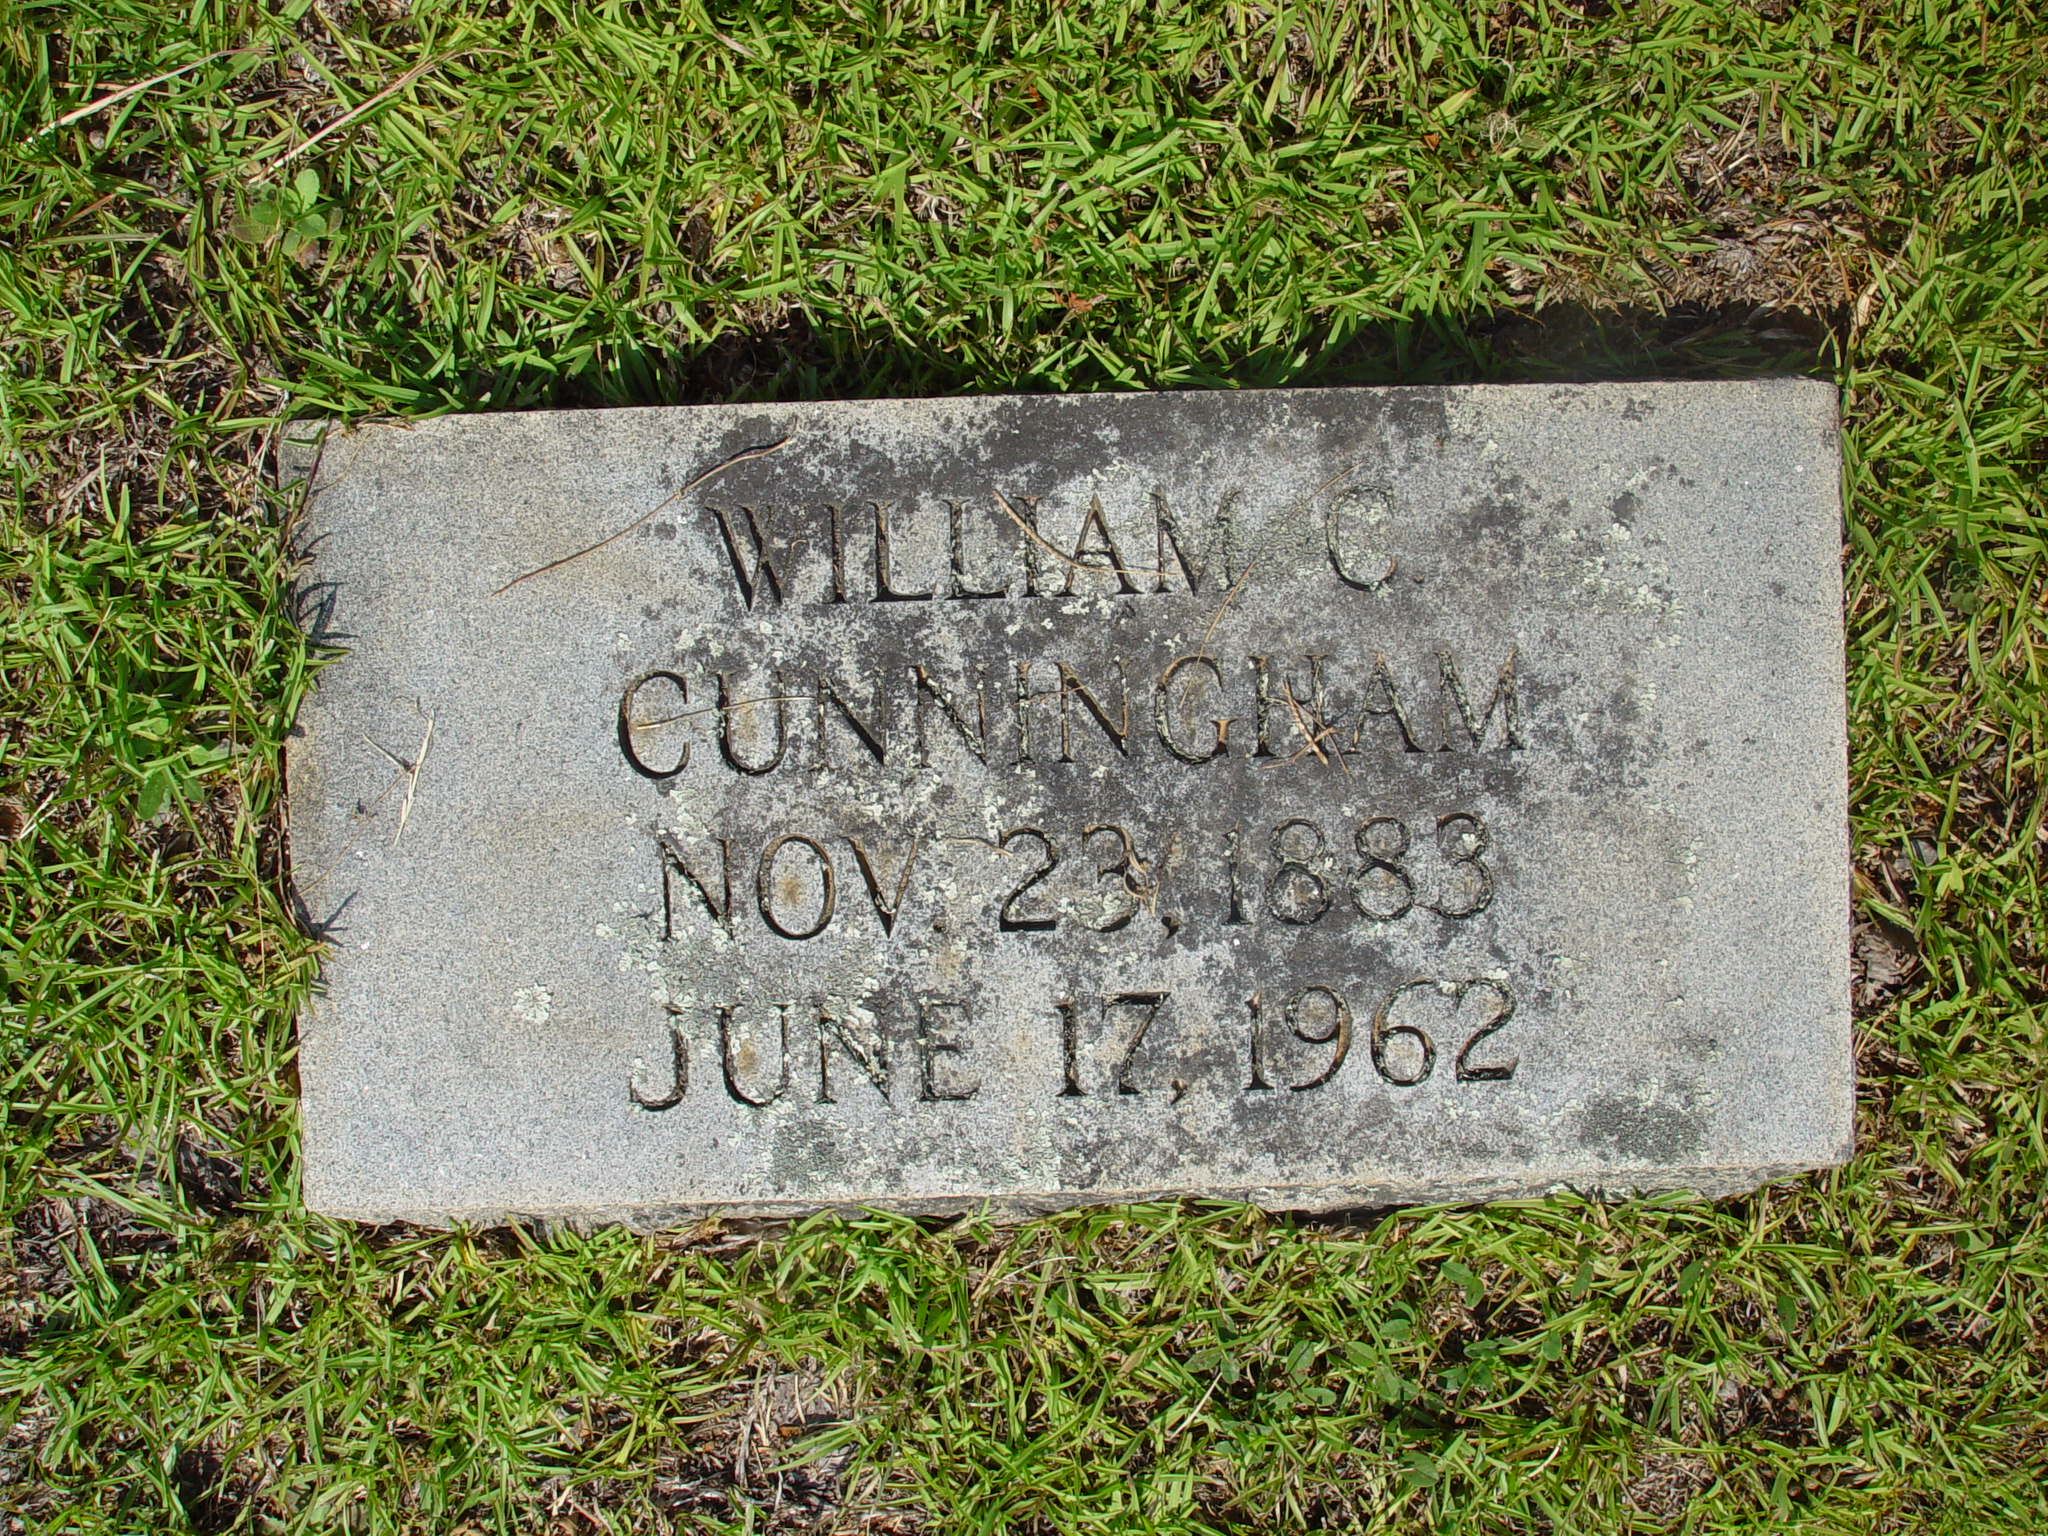 WILLIAM C.
CUNNINGHAM
NOV. 23, 1883
JUNE 17, 1962